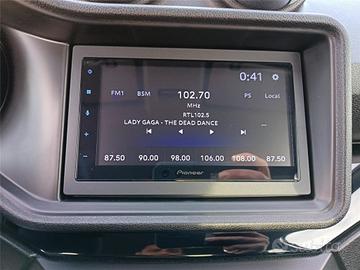 0:41
FM1 BSM 102.70 PS Local
MHz
RTL102.5
LADY GAGA - THE DEAD DANCE
87.50 90.00 98.00 106.00 108.00 87.50
Pioneer